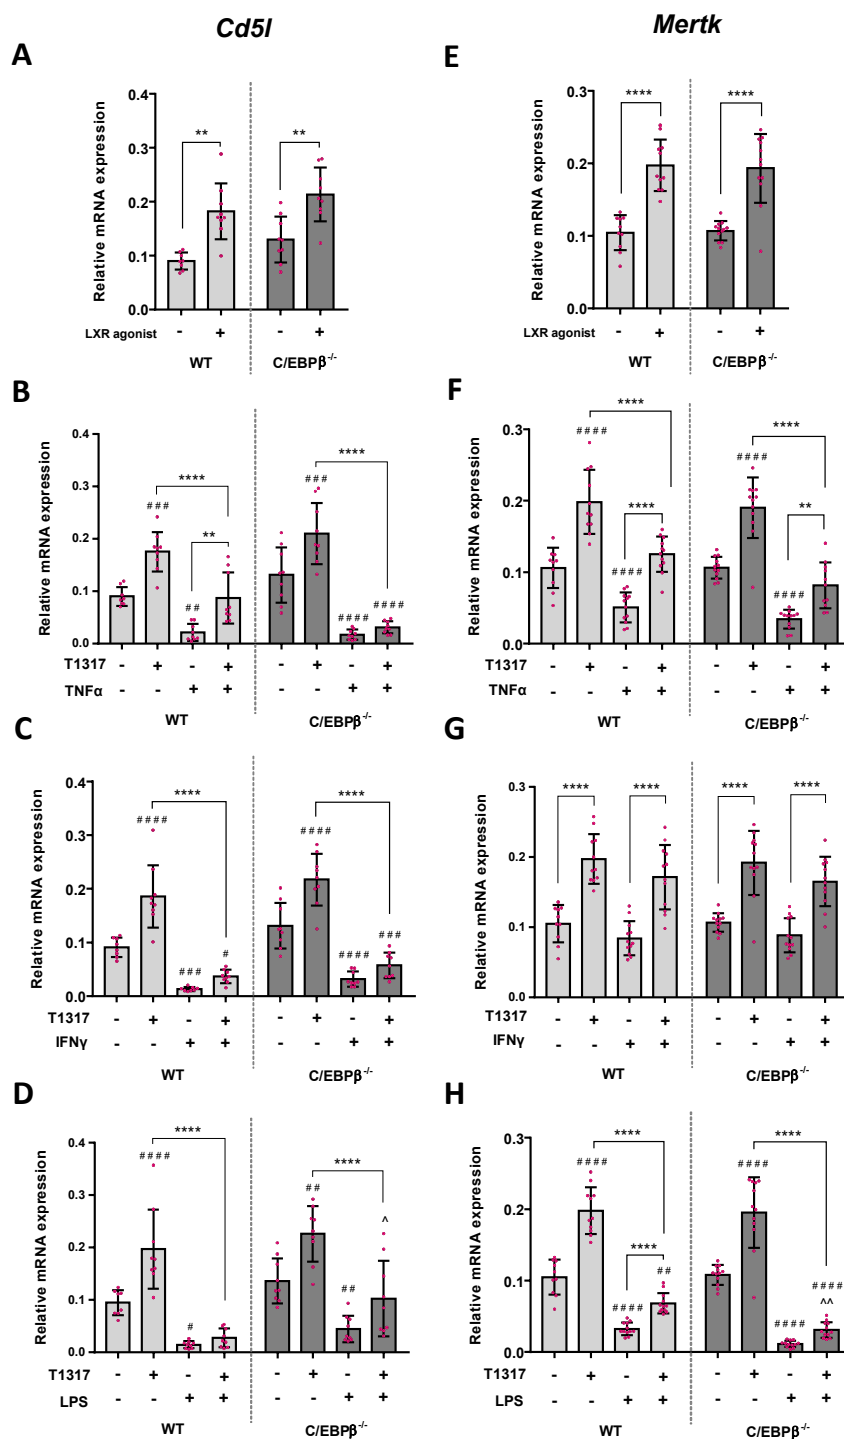 Cd5l
Mertk
A
Relative mRNA expression
0.4
0.3
0.2
0.1
0.0
** **
LXR agonist - + - +
WT C/EBPβ-/-
E
Relative mRNA expression
0.3
0.2
0.1
0.0
**** ****
LXR agonist - + - +
WT C/EBPβ-/-
B
Relative mRNA expression
0.4
0.3
0.2
0.1
0.0
**** ****
### ###
**
## #### ####
T1317 - + - + - + - +
TNFα - - + + - - + +
WT C/EBPβ-/-
F
Relative mRNA expression
0.3
0.2
0.1
0.0
**** ****
#### ####
**** **
#### ####
T1317 - + - + - + - +
TNFα - - + + - - + +
WT C/EBPβ-/-
C
Relative mRNA expression
0.4
0.3
0.2
0.1
0.0
**** ****
#### ####
### # #### ###
T1317 - + - + - + - +
IFNγ - - + + - - + +
WT C/EBPβ-/-
G
Relative mRNA expression
0.3
0.2
0.1
0.0
**** **** **** ****
T1317 - + - + - + - +
IFNγ - - + + - - + +
WT C/EBPβ-/-
D
Relative mRNA expression
0.4
0.3
0.2
0.1
0.0
**** ****
#### ##
^
# ##
T1317 - + - + - + - +
LPS - - + + - - + +
WT C/EBPβ-/-
H
Relative mRNA expression
0.3
0.2
0.1
0.0
**** ****
#### ####
****
## ####
^^
#### ####
T1317 - + - + - + - +
LPS - - + + - - + +
WT C/EBPβ-/-